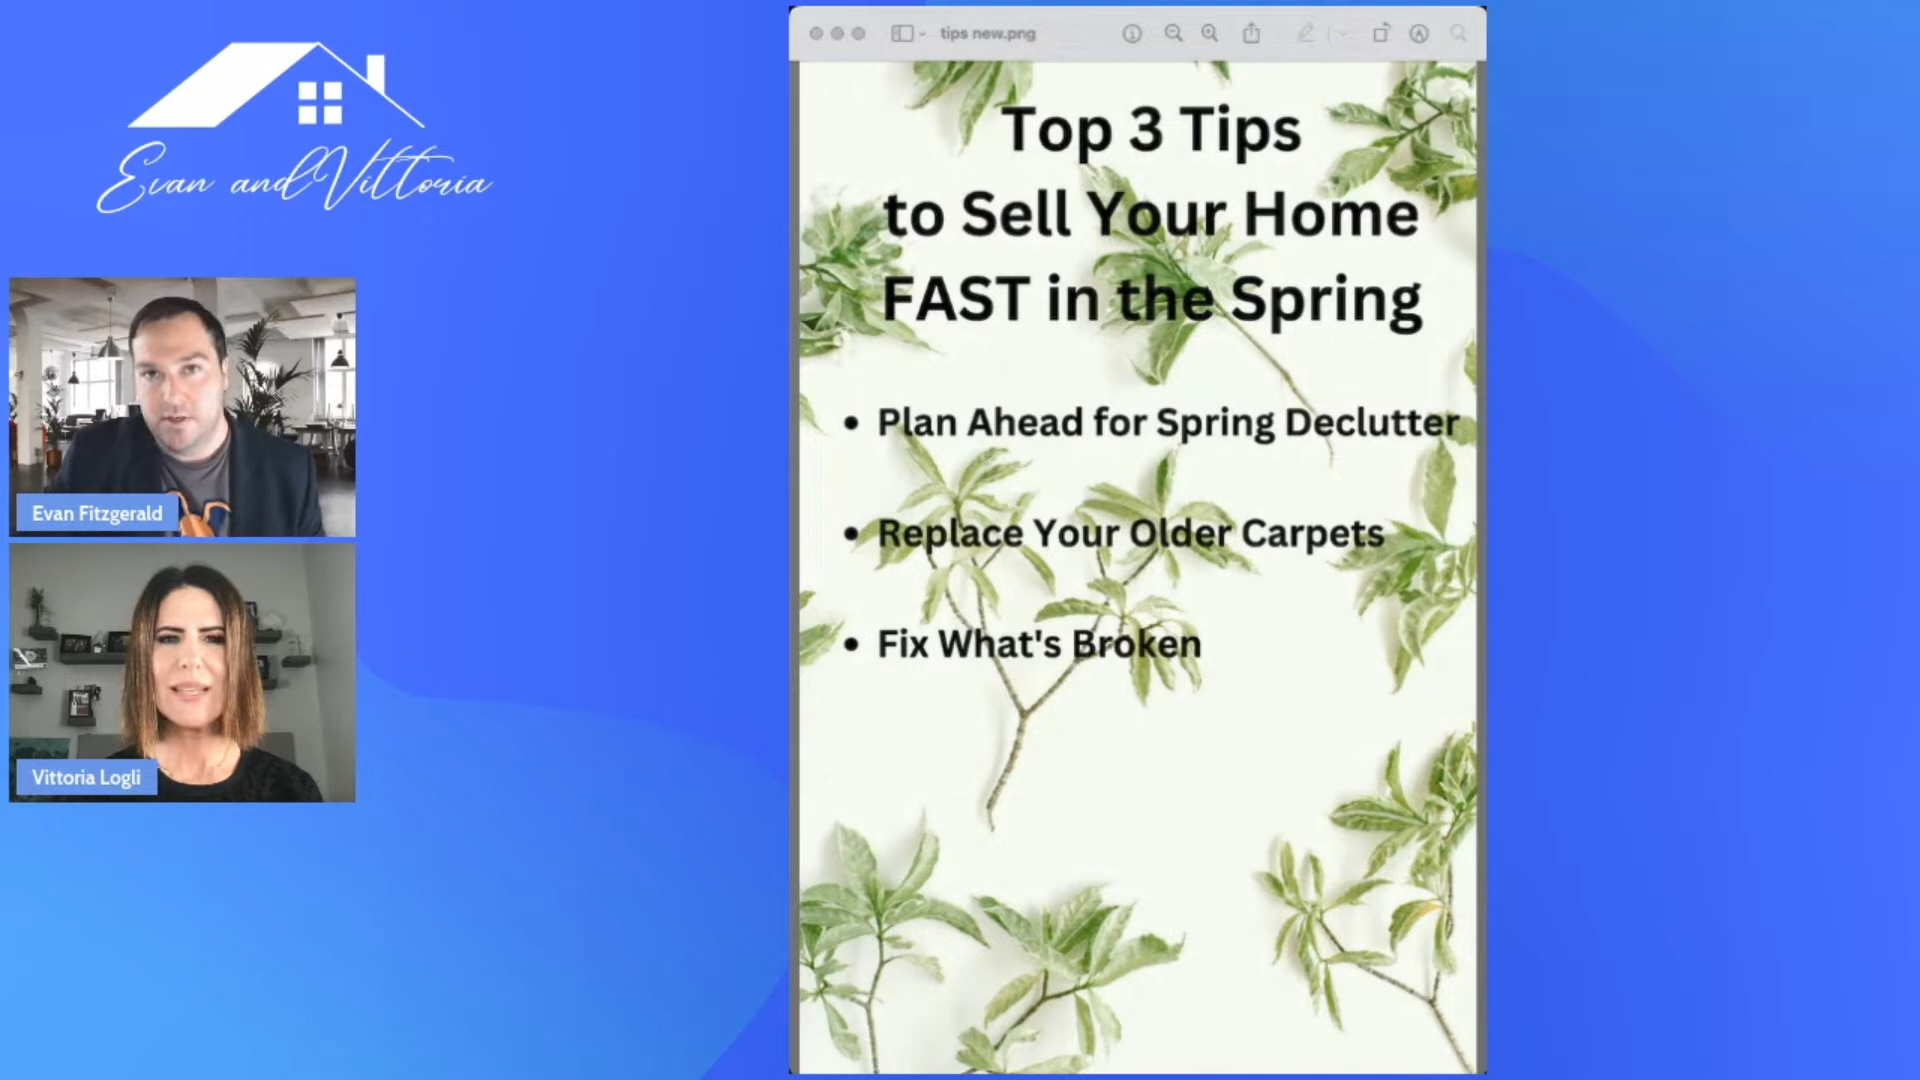 Evan and Vittoria
Evan Fitzgerald
Vittoria Logli
tips new.png
Top 3 Tips
to Sell Your Home
FAST in the Spring
• Plan Ahead for Spring Declutter
• Replace Your Older Carpets
• Fix What's Broken